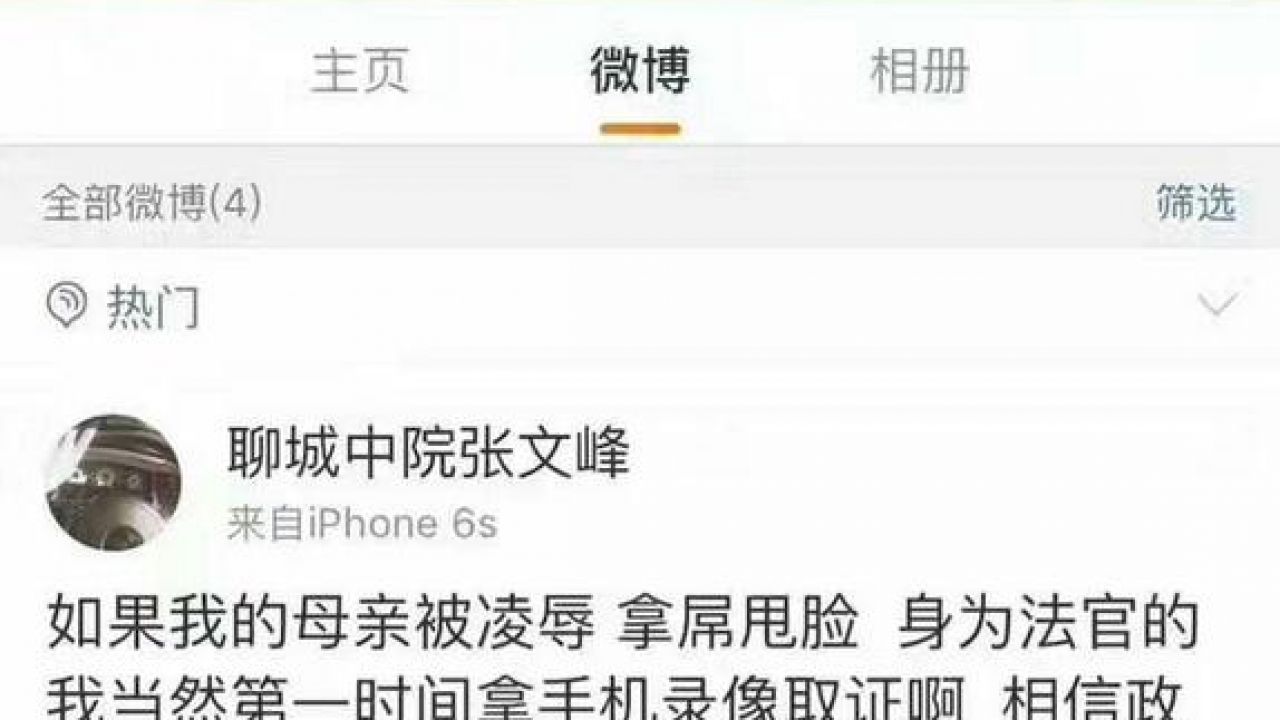 主页 微博 相册
全部微博(4) 筛选
热门
聊城中院张文峰
来自iPhone 6s
如果我的母亲被凌辱 拿屌甩脸 身为法官的
我当然第一时间拿手机录像取证啊 相信政